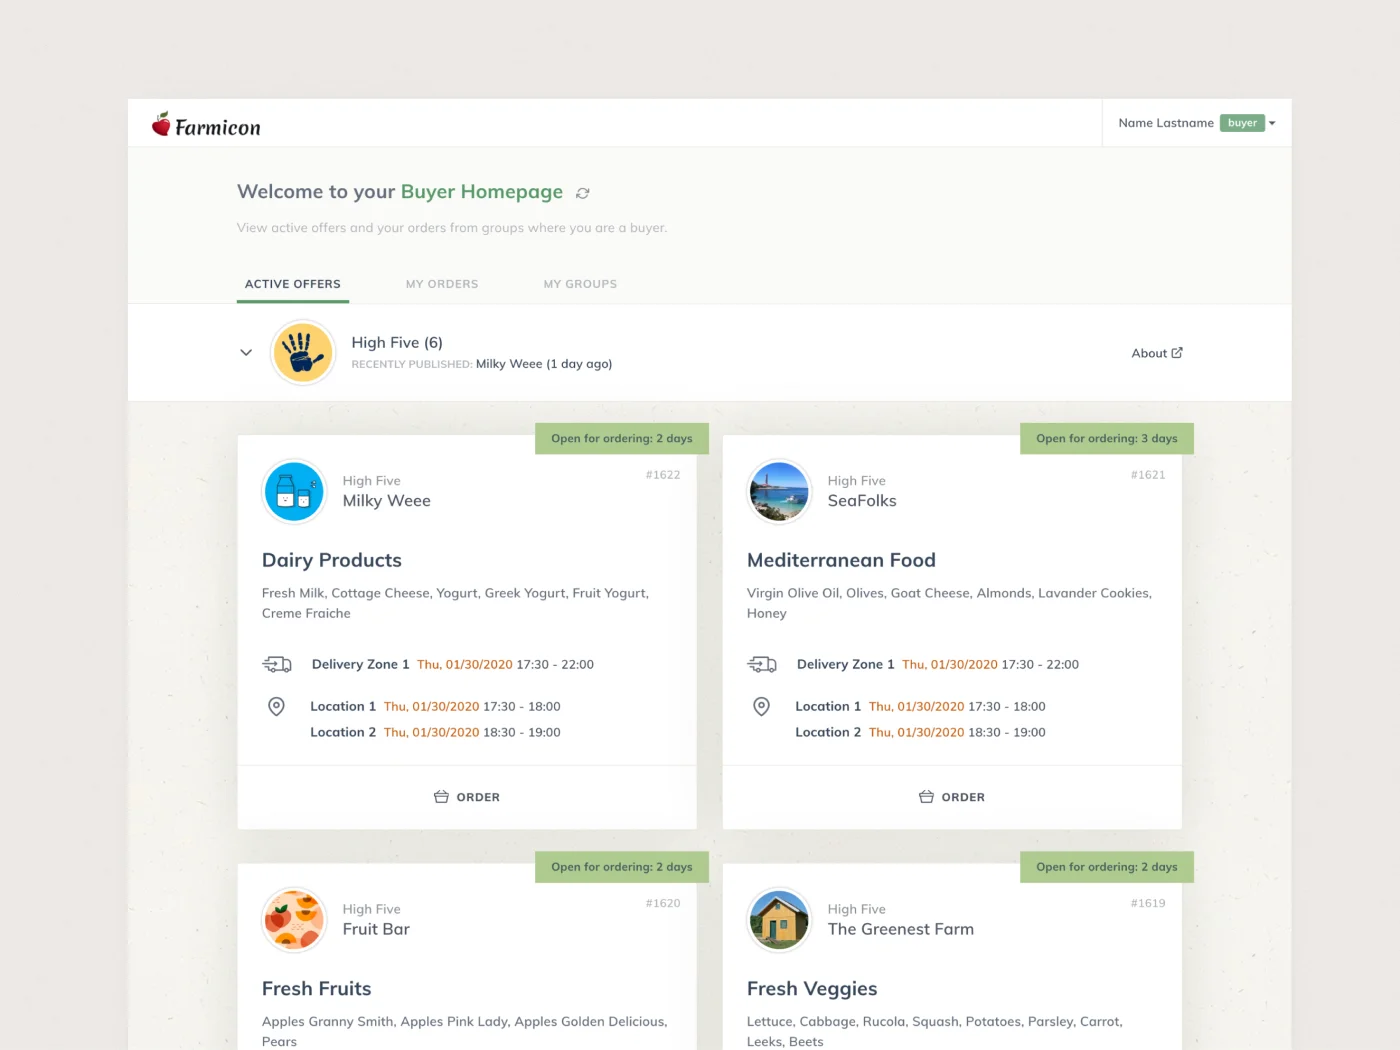 Farmicon
Name Lastname buyer
Welcome to your Buyer Homepage
View active offers and your orders from groups where you are a buyer.
ACTIVE OFFERS
MY ORDERS
MY GROUPS
High Five (6)
RECENTLY PUBLISHED: Milky Weee (1 day ago)
About
Open for ordering: 2 days
#1622
High Five
Milky Weee
Dairy Products
Fresh Milk, Cottage Cheese, Yogurt, Greek Yogurt, Fruit Yogurt,
Creme Fraiche
Delivery Zone 1 Thu, 01/30/2020 17:30 - 22:00
Location 1 Thu, 01/30/2020 17:30 - 18:00
Location 2 Thu, 01/30/2020 18:30 - 19:00
ORDER
Open for ordering: 3 days
#1621
High Five
SeaFolks
Mediterranean Food
Virgin Olive Oil, Olives, Goat Cheese, Almonds, Lavander Cookies,
Honey
Delivery Zone 1 Thu, 01/30/2020 17:30 - 22:00
Location 1 Thu, 01/30/2020 17:30 - 18:00
Location 2 Thu, 01/30/2020 18:30 - 19:00
ORDER
Open for ordering: 2 days
#1620
High Five
Fruit Bar
Fresh Fruits
Apples Granny Smith, Apples Pink Lady, Apples Golden Delicious,
Pears
Open for ordering: 2 days
#1619
High Five
The Greenest Farm
Fresh Veggies
Lettuce, Cabbage, Rucola, Squash, Potatoes, Parsley, Carrot,
Leeks, Beets